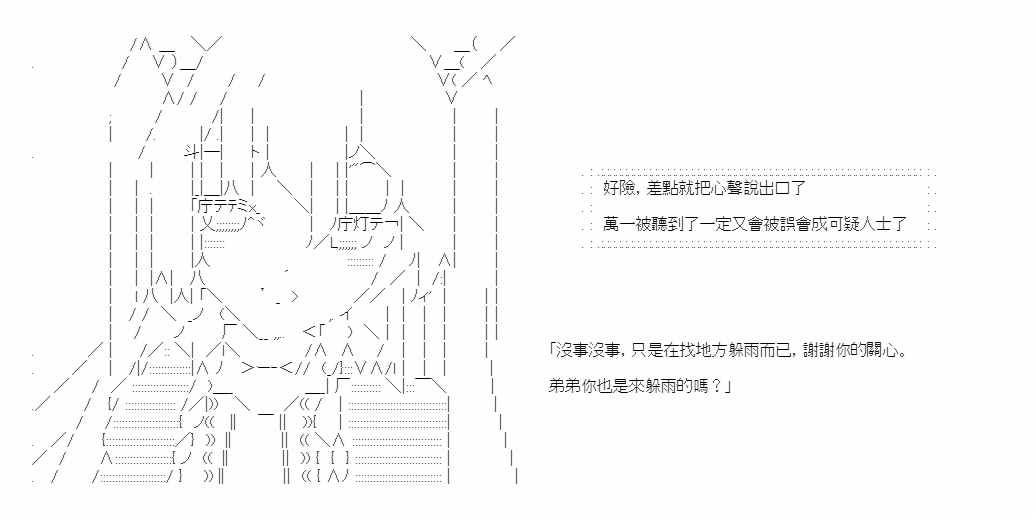 好險，差點就把心聲說出口了
萬一被聽到了一定又會被誤會成可疑人士了
「沒事沒事，只是在找地方躲雨而已，謝謝你的關心。
弟弟你也是來躲雨的嗎？」